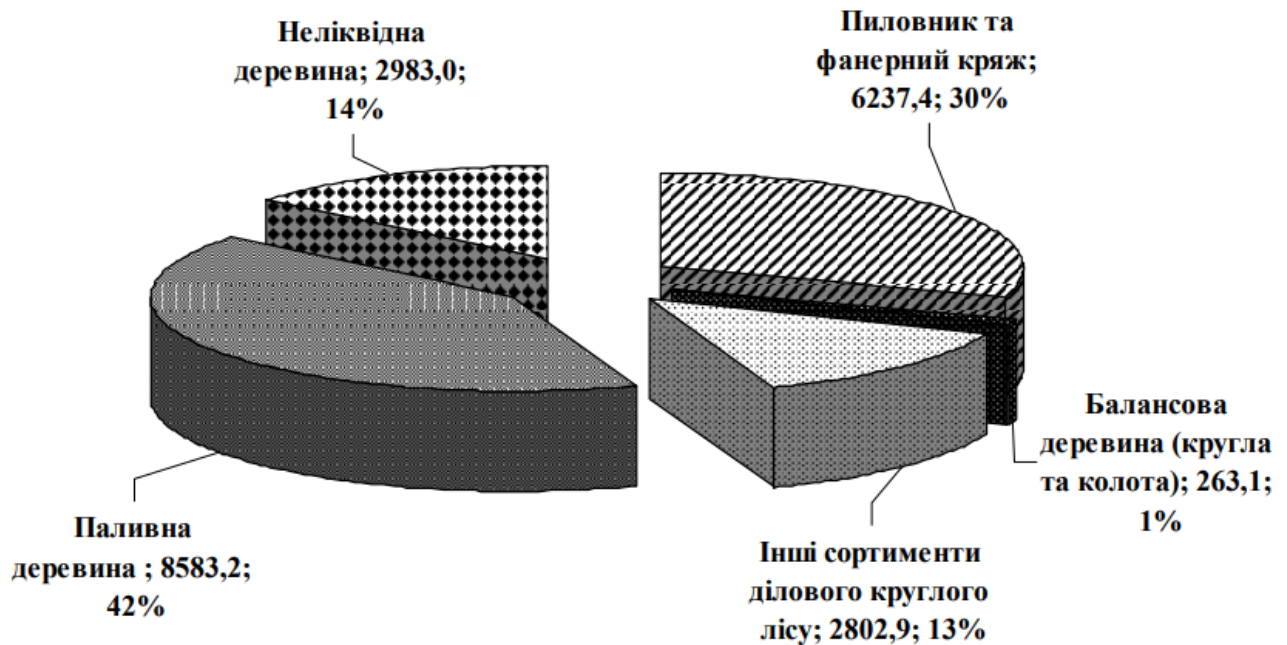 Неліквідна
деревина; 2983,0;
14%
Пиловник та
фанерний кряж;
6237,4; 30%
Балансова
деревина (кругла
та колота); 263,1;
1%
Інші сортименти
ділового круглого
лісу; 2802,9; 13%
Паливна
деревина ; 8583,2;
42%